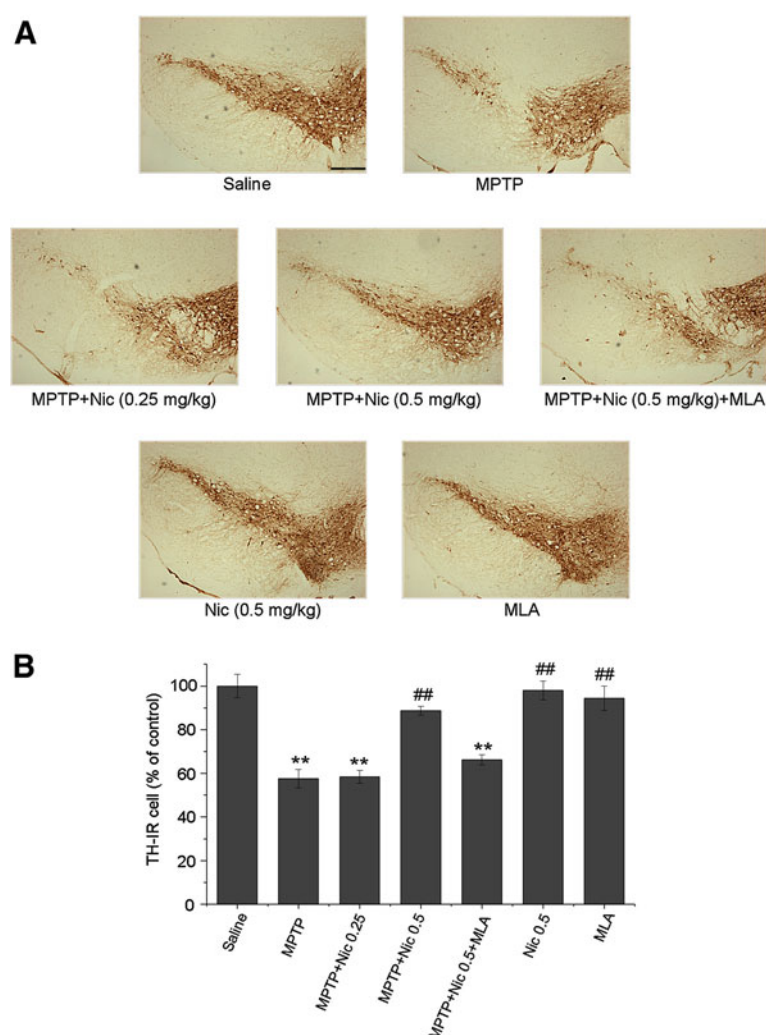 A
Saline
MPTP
MPTP+Nic (0.25 mg/kg)
MPTP+Nic (0.5 mg/kg)
MPTP+Nic (0.5 mg/kg)+MLA
Nic (0.5 mg/kg)
MLA
B
TH-IR cell (% of control)
100
80
60
40
20
0
**
**
##
**
##
##
Saline
MPTP
MPTP+Nic 0.25
MPTP+Nic 0.5
MPTP+Nic 0.5+MLA
Nic 0.5
MLA